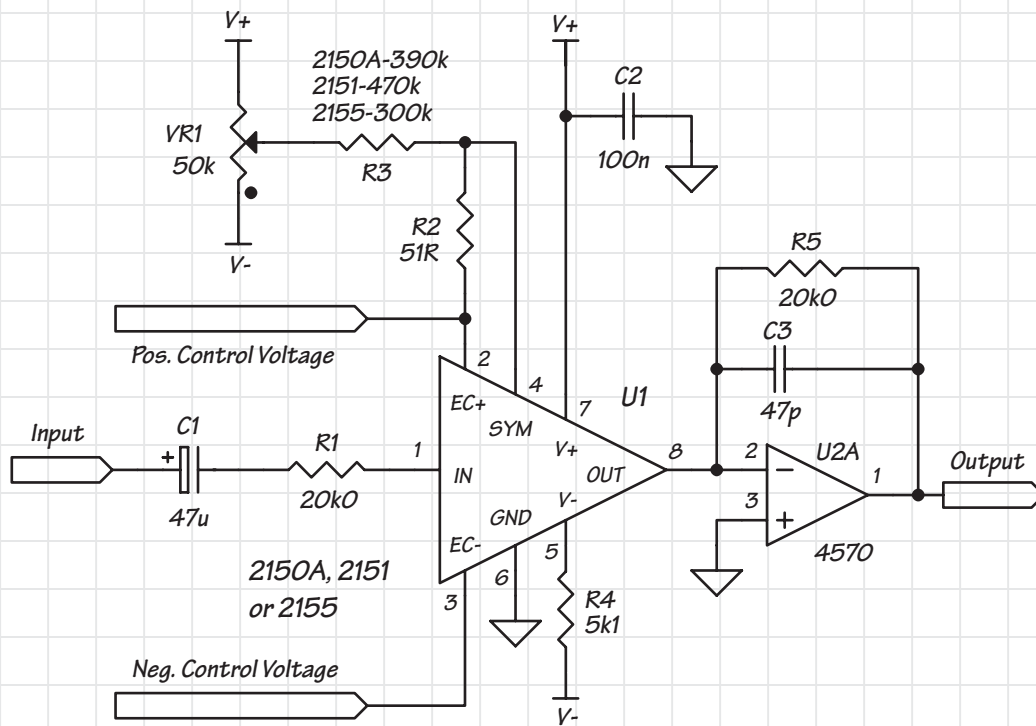 V+
V+
2150A-390k
2151-470k
2155-300k
C2
VR1
50k
R3
100n
R2
51R
V-
R5
20k0
Pos. Control Voltage
2
C3
EC+
4
U1
47p
7
SYM
V+
Input
C1
+
R1
1
8
2
U2A
1
Output
IN
OUT
-
47u
20k0
V-
3
+
GND
EC-
5
4570
2150A, 2151
or 2155
3
6
R4
5k1
Neg. Control Voltage
V-